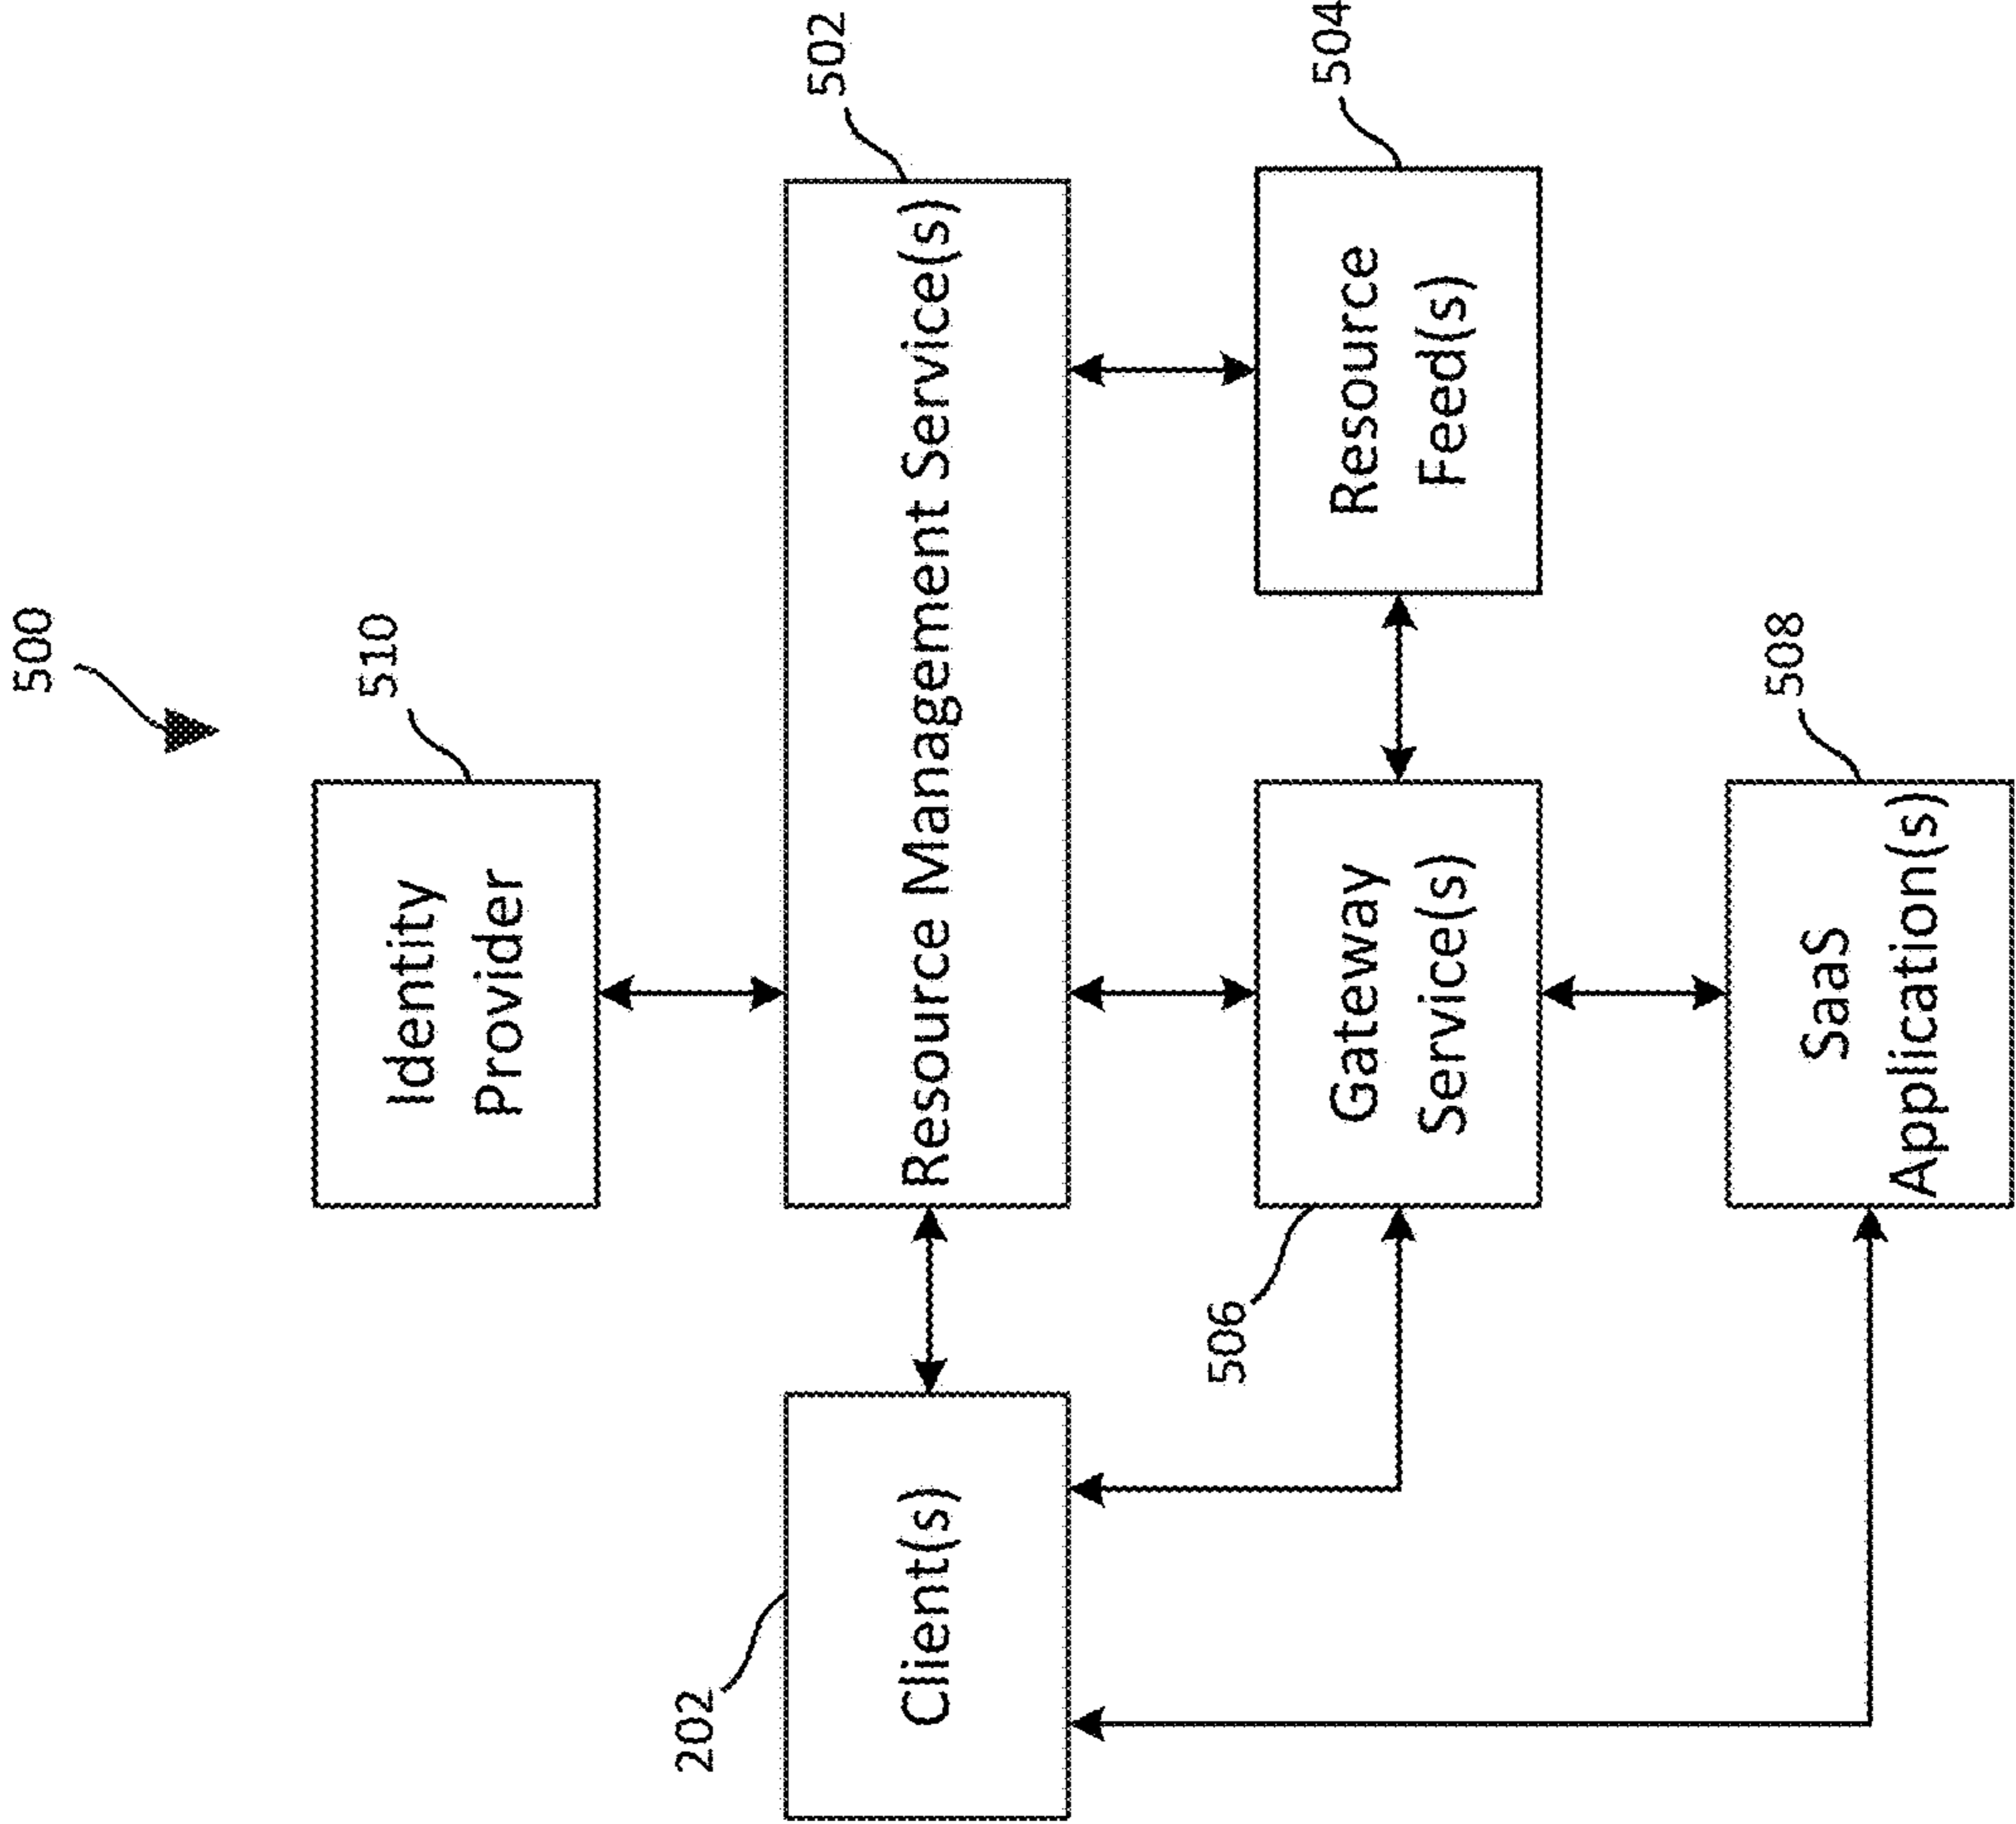 500
510
Identity
Provider
502
Resource Management Service(s)
202
Client(s)
504
Resource
Feed(s)
506
Gateway
Service(s)
508
SaaS
Application(s)